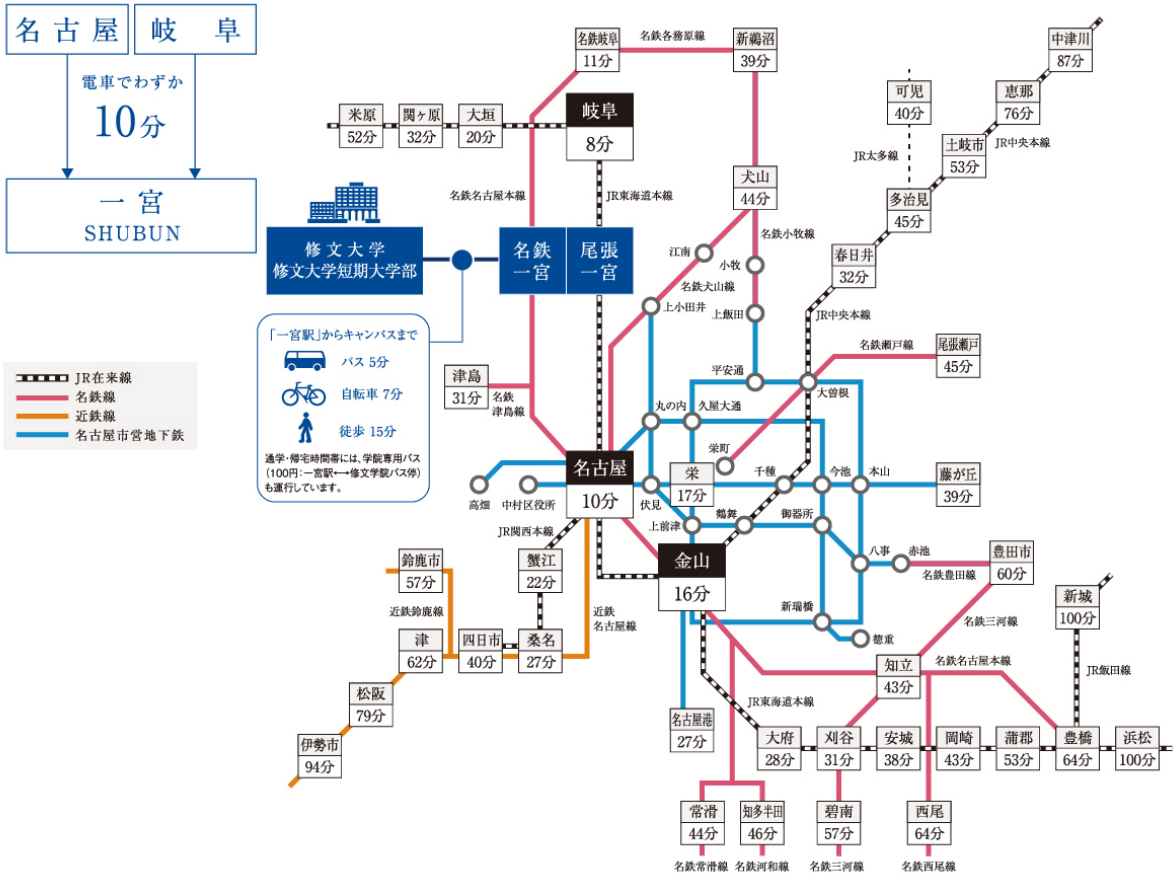 名古屋
岐阜
電車でわずか
10分
一宮
SHUBUN
修文大学
修文大学短期大学部
名鉄
一宮
尾張
一宮
「一宮駅」からキャンパスまで
バス 5分
自転車 7分
徒歩 15分
通学・帰宅時間帯には、学院専用バス
(100円:一宮駅←→修文学院バス停)
も運行しています。
JR在来線
名鉄線
近鉄線
名古屋市営地下鉄
名鉄岐阜
11分
名鉄各務原線
新鵜沼
39分
中津川
87分
可児
40分
恵那
76分
米原
52分
関ヶ原
32分
大垣
20分
岐阜
8分
土岐市
53分
JR中央本線
JR太多線
名鉄名古屋本線
JR東海道本線
犬山
44分
多治見
45分
名鉄小牧線
江南
小牧
春日井
32分
名鉄犬山線
上小田井
上飯田
JR中央本線
名鉄瀬戸線
尾張瀬戸
45分
津島
31分
名鉄
津島線
平安通
大曽根
丸の内
久屋大通
栄町
名古屋
10分
栄
17分
千種
今池
本山
藤が丘
39分
高畑
中村区役所
伏見
上前津
鶴舞
御器所
JR関西本線
金山
16分
八事
赤池
名鉄豊田線
豊田市
60分
鈴鹿市
57分
蟹江
22分
近鉄鈴鹿線
近鉄
名古屋線
新瑞橋
惣重
名鉄三河線
新城
100分
津
62分
四日市
40分
桑名
27分
知立
43分
名鉄名古屋本線
JR飯田線
松阪
79分
JR東海道本線
名古屋港
27分
伊勢市
94分
大府
28分
刈谷
31分
安城
38分
岡崎
43分
蒲郡
53分
豊橋
64分
浜松
100分
常滑
44分
知多半田
46分
碧南
57分
西尾
64分
名鉄常滑線
名鉄河和線
名鉄三河線
名鉄西尾線